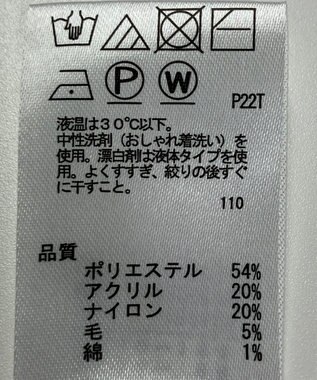 P W
P22T
液温は30℃以下。
中性洗剤（おしゃれ着洗い）を
使用。漂白剤は液体タイプを使
用。よくすすぎ、絞りの後すぐ
に干すこと。
110
品質
ポリエステル 54%
アクリル 20%
ナイロン 20%
毛 5%
綿 1%